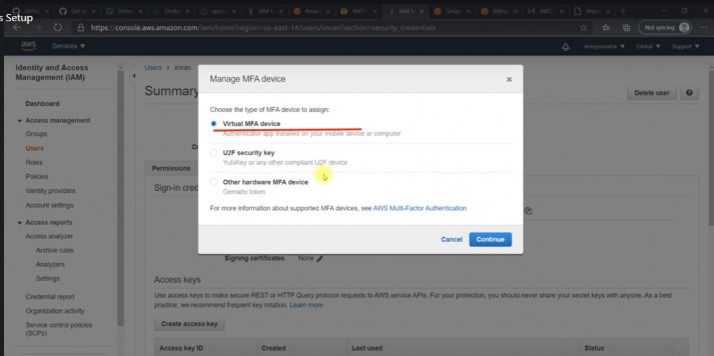 s Setup
https://console.aws.amazon.com/iam/home?region=us-east-1#/users/imran?section=security_credentials
Not syncing
aws
Services
Global
Support
Identity and Access
Management (IAM)
Dashboard
Access management
Groups
Users
Roles
Policies
Identity providers
Account settings
Access reports
Access analyzer
Archive rules
Analyzers
Settings
Credential report
Organization activity
Service control policies
(SCPs)
Users > imran
Summary
Delete user
Permissions
Sign-in cred
Manage MFA device
Choose the type of MFA device to assign:
Virtual MFA device
Authenticator app installed on your mobile device or computer
U2F security key
YubiKey or any other compliant U2F device
Other hardware MFA device
Gemalto token
For more information about supported MFA devices, see AWS Multi-Factor Authentication
Cancel
Continue
Signing certificates None
Access keys
Use access keys to make secure REST or HTTP Query protocol requests to AWS service APIs. For your protection, you should never share your secret keys with anyone. As a best
practice, we recommend frequent key rotation. Learn more
Create access key
Access key ID Created Last used Status